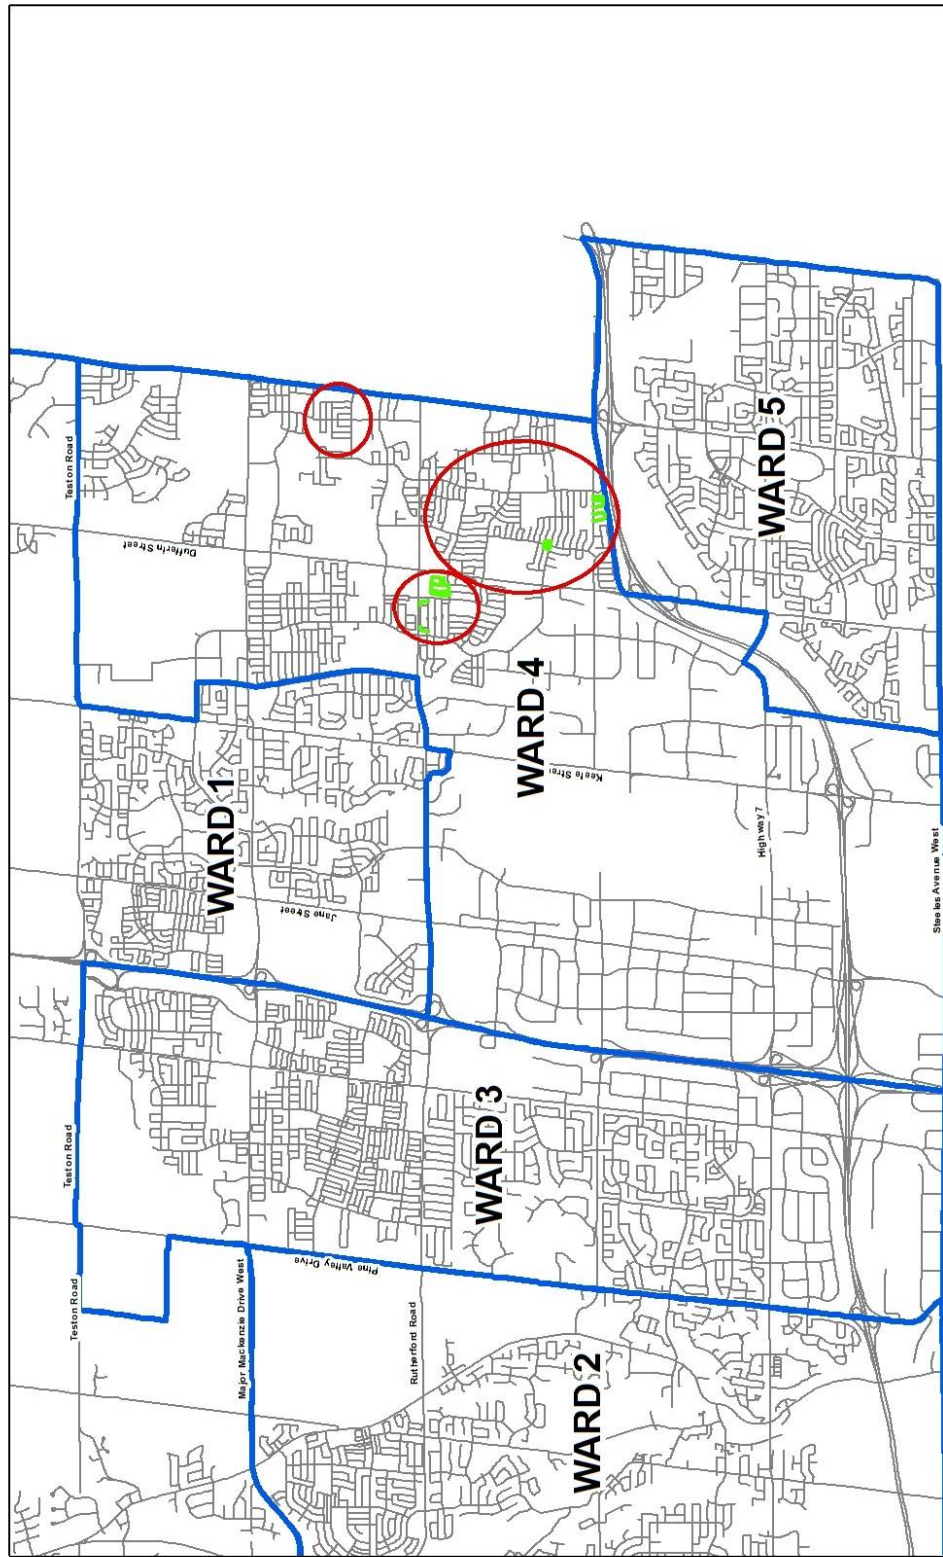 Teston Road
Teston Road
Teston Road
Dufferin Street
WARD 1
Major Mackenzie Drive West
Jane Street
Pine Valley Drive
Rutherford Road
WARD 3
WARD 4
Keele Stre
WARD 2
Highway 7
WARD 5
Steeles Avenue West